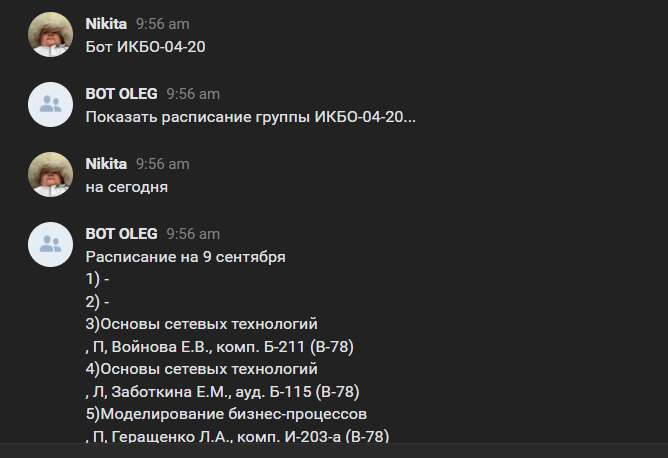 Nikita 9:56 am
Бот ИКБО-04-20
BOT OLEG 9:56 am
Показать расписание группы ИКБО-04-20...
Nikita 9:56 am
на сегодня
BOT OLEG 9:56 am
Расписание на 9 сентября
1) -
2) -
3)Основы сетевых технологий
, П, Войнова Е.В., комп. Б-211 (В-78)
4)Основы сетевых технологий
, Л, Заботкина Е.М., ауд. Б-115 (В-78)
5)Моделирование бизнес-процессов
, П, Геращенко Л.А., комп. И-203-а (В-78)